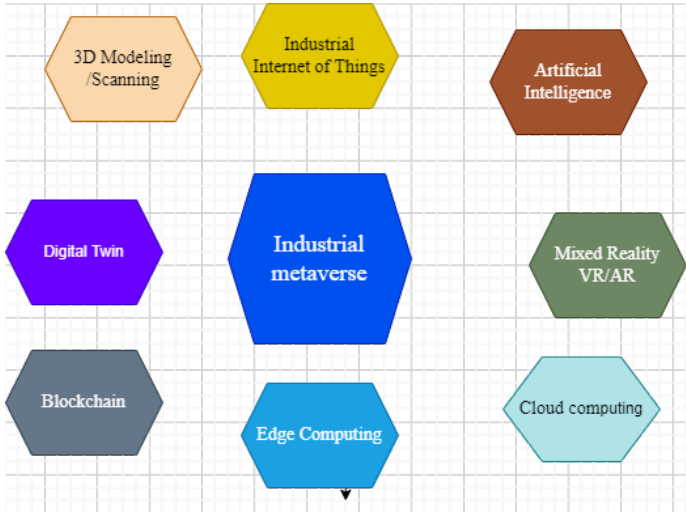 3D Modeling
/Scanning
Industrial
Internet of Things
Artificial
Intelligence
Digital Twin
Industrial
metaverse
Mixed Reality
VR/AR
Blockchain
Edge Computing
Cloud computing